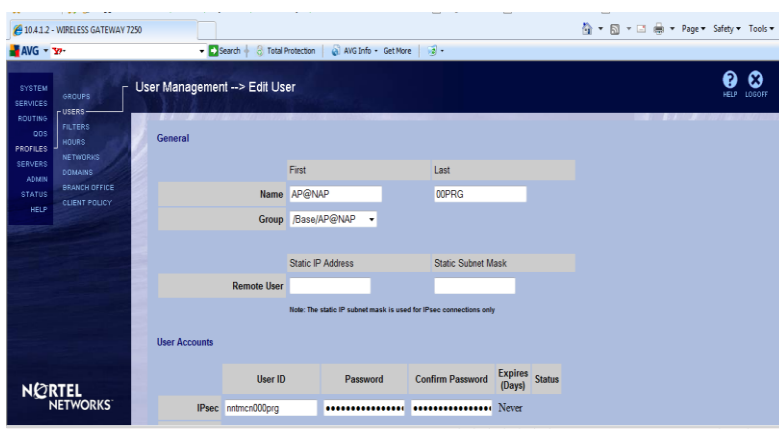 10.4.1.2 - WIRELESS GATEWAY 7250
Page Safety Tools
AVG Search Total Protection AVG Info Get More
User Management --> Edit User
HELP LOGOFF
SYSTEM
SERVICES
ROUTING
QOS
PROFILES
SERVERS
ADMIN
STATUS
HELP
GROUPS
USERS
FILTERS
HOURS
NETWORKS
DOMAINS
BRANCH OFFICE
CLIENT POLICY
General
First Last
Name AP@NAP 00PRG
Group /Base/AP@NAP
Static IP Address Static Subnet Mask
Remote User
Note: The static IP subnet mask is used for IPsec connections only
User Accounts
User ID Password Confirm Password Expires (Days) Status
IPsec nntmcn000prg •••••••••••••••• •••••••••••••••• Never
NORTEL
NETWORKS